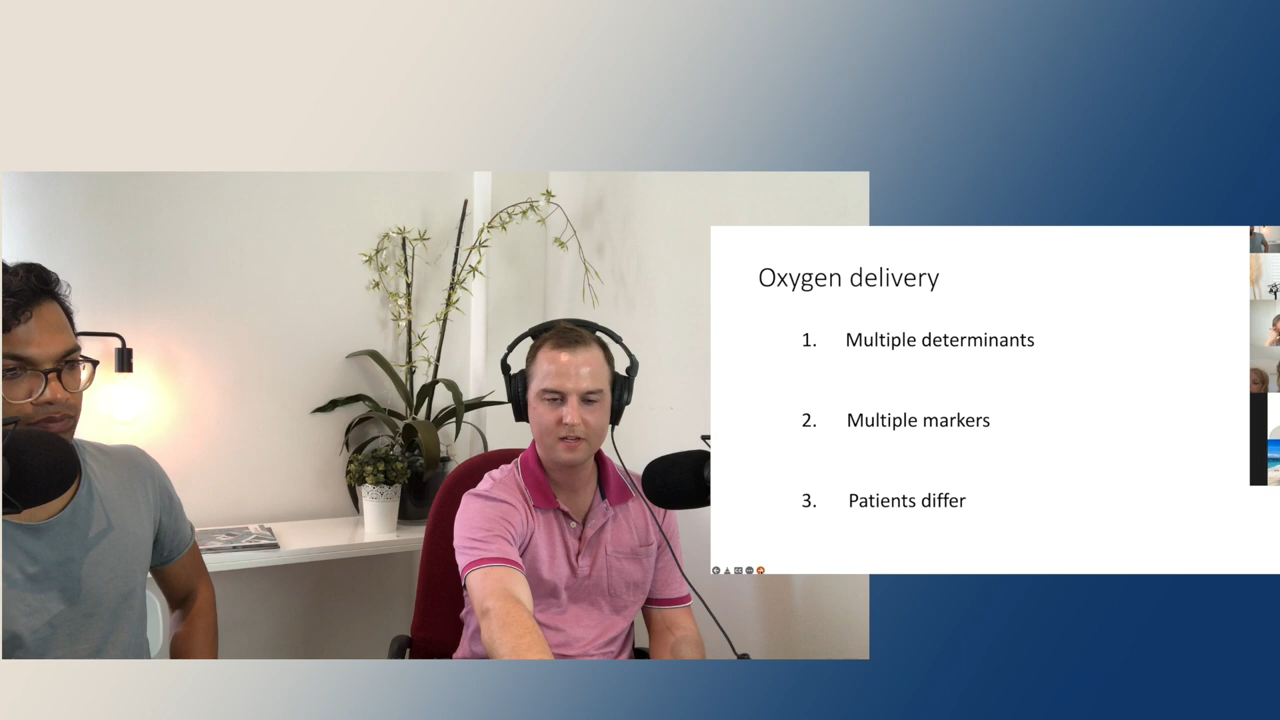 Oxygen delivery
1. Multiple determinants
2. Multiple markers
3. Patients differ